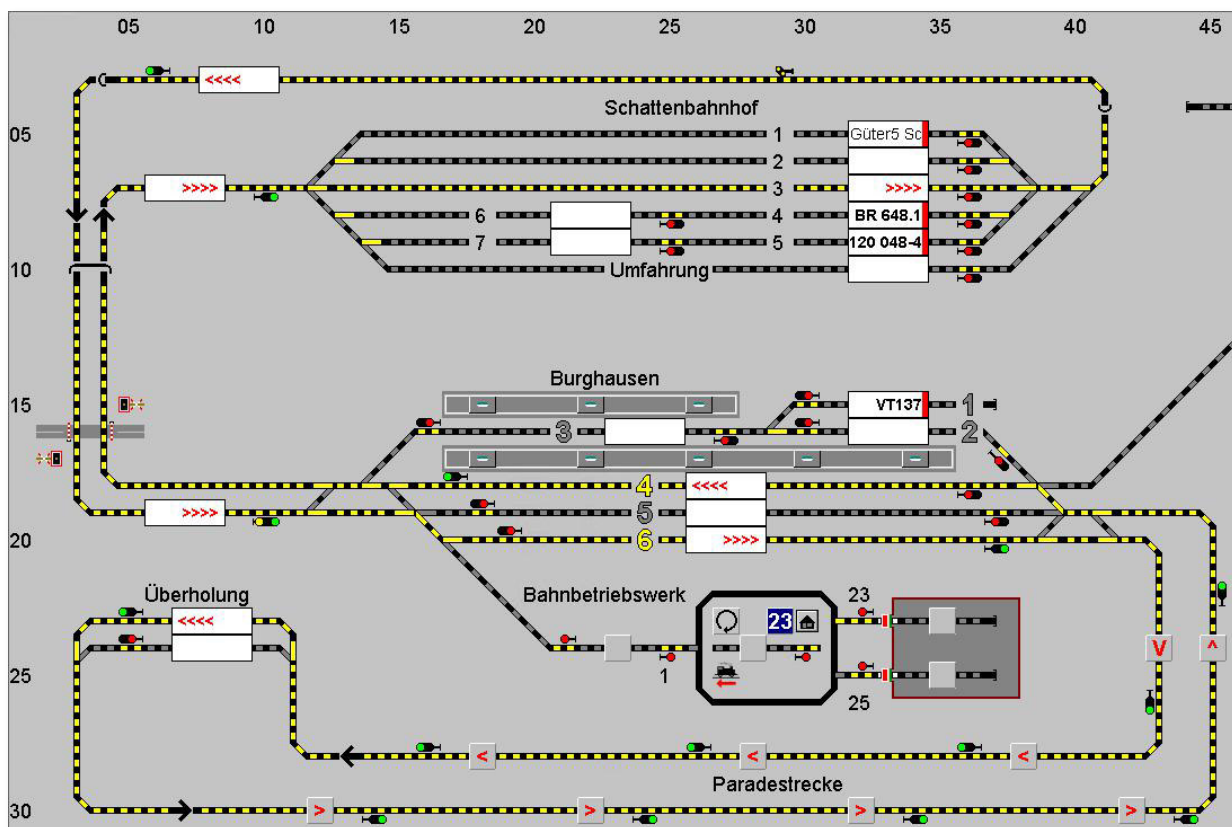 05 10 15 20 25 30 35 40 45
<<<<
Schattenbahnhof
05
1 Güter5 Sc
2
>>>> 3 >>>>
6 4 BR 648.1
7 5 120 048-4
10
Umfahrung
Burghausen
15
VT137 1
3 2
4 <<<<
>>>> 5
20
6 >>>>
Überholung
Bahnbetriebswerk
23
<<<<
23
V ^
1
25
25
< < <
Paradestrecke
30
> > > >